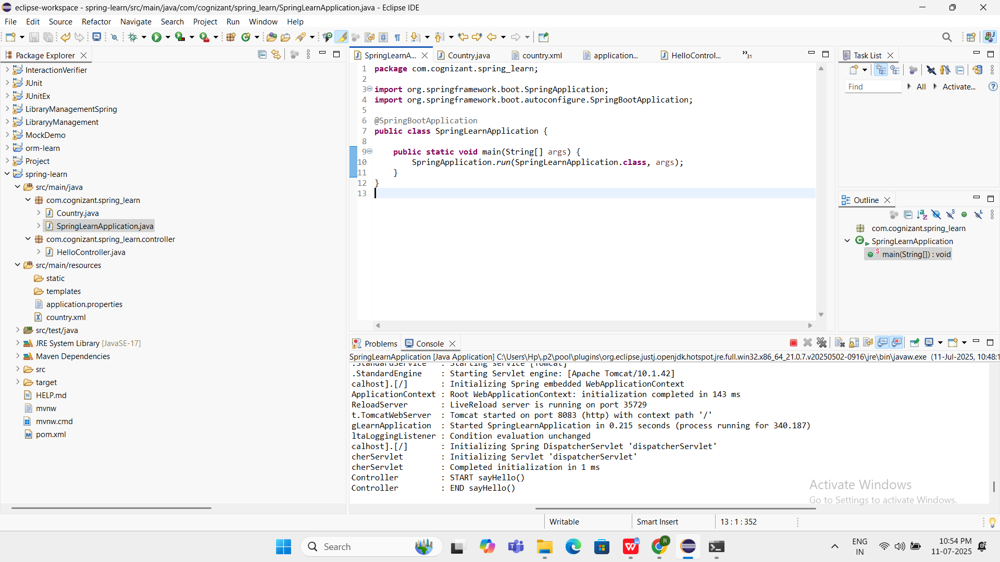 eclipse-workspace - spring-learn/src/main/java/com/cognizant/spring_learn/SpringLearnApplication.java - Eclipse IDE
File Edit Source Refactor Navigate Search Project Run Window Help
Package Explorer
InteractionVerifier
JUnit
JUnitEx
LibraryManagementSpring
LibraryyManagement
MockDemo
orm-learn
Project
spring-learn
src/main/java
com.cognizant.spring_learn
Country.java
SpringLearnApplication.java
com.cognizant.spring_learn.controller
HelloController.java
src/main/resources
static
templates
application.properties
country.xml
src/test/java
JRE System Library [JavaSE-17]
Maven Dependencies
src
target
HELP.md
mvnw
mvnw.cmd
pom.xml
SpringLearnA... Country.java country.xml application... HelloControl... »31
1 package com.cognizant.spring_learn;
2
3 import org.springframework.boot.SpringApplication;
4 import org.springframework.boot.autoconfigure.SpringBootApplication;
5
6 @SpringBootApplication
7 public class SpringLearnApplication {
8
9 public static void main(String[] args) {
10 SpringApplication.run(SpringLearnApplication.class, args);
11 }
12 }
13
Task List
Find All Activate...
Outline
com.cognizant.spring_learn
SpringLearnApplication
main(String[]) : void
Problems Console
SpringLearnApplication [Java Application] C:\Users\Hp\.p2\pool\plugins\org.eclipse.justj.openjdk.hotspot.jre.full.win32.x86_64_21.0.7.v20250502-0916\jre\bin\javaw.exe (11-Jul-2025, 10:48:1
.StandardService : Starting service [Tomcat]
.StandardEngine : Starting Servlet engine: [Apache Tomcat/10.1.42]
calhost].[/] : Initializing Spring embedded WebApplicationContext
ApplicationContext : Root WebApplicationContext: initialization completed in 143 ms
ReloadServer : LiveReload server is running on port 35729
t.TomcatWebServer : Tomcat started on port 8083 (http) with context path '/'
gLearnApplication : Started SpringLearnApplication in 0.215 seconds (process running for 340.187)
ltaLoggingListener : Condition evaluation unchanged
calhost].[/] : Initializing Spring DispatcherServlet 'dispatcherServlet'
cherServlet : Initializing Servlet 'dispatcherServlet'
cherServlet : Completed initialization in 1 ms
Controller : START sayHello()
Controller : END sayHello()
Activate Windows
Go to Settings to activate Windows.
Writable Smart Insert 13 : 1 : 352
Search
ENG
IN
10:54 PM
11-07-2025